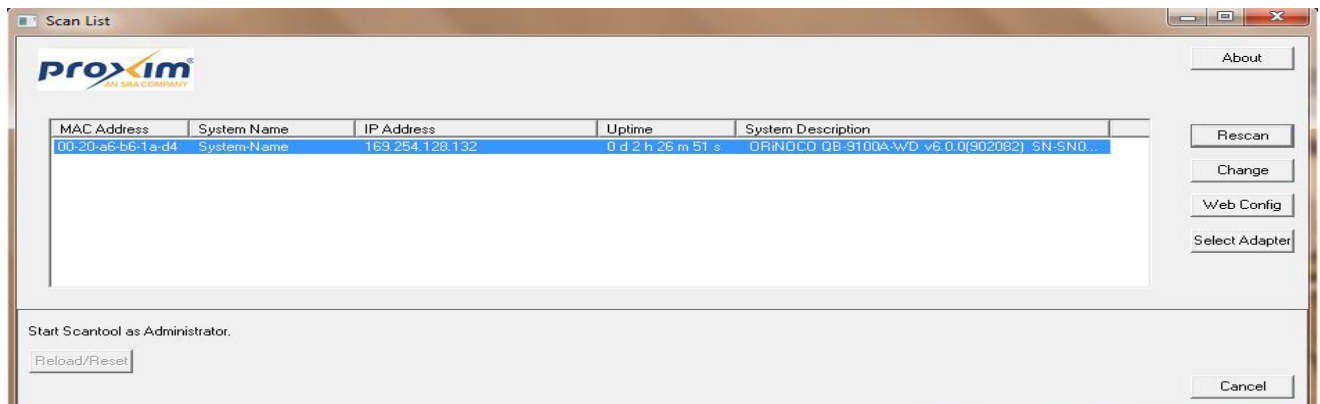 Scan List
proxim®
AN SRA COMPANY
About
MAC Address System Name IP Address Uptime System Description
00-20-a6-b6-1a-d4 System-Name 169.254.128.132 0 d 2 h 26 m 51 s ORiNOCO QB-9100A-WD v6.0.0(902082) SN-SN0...
Rescan
Change
Web Config
Select Adapter
Start Scantool as Administrator.
Reload/Reset
Cancel